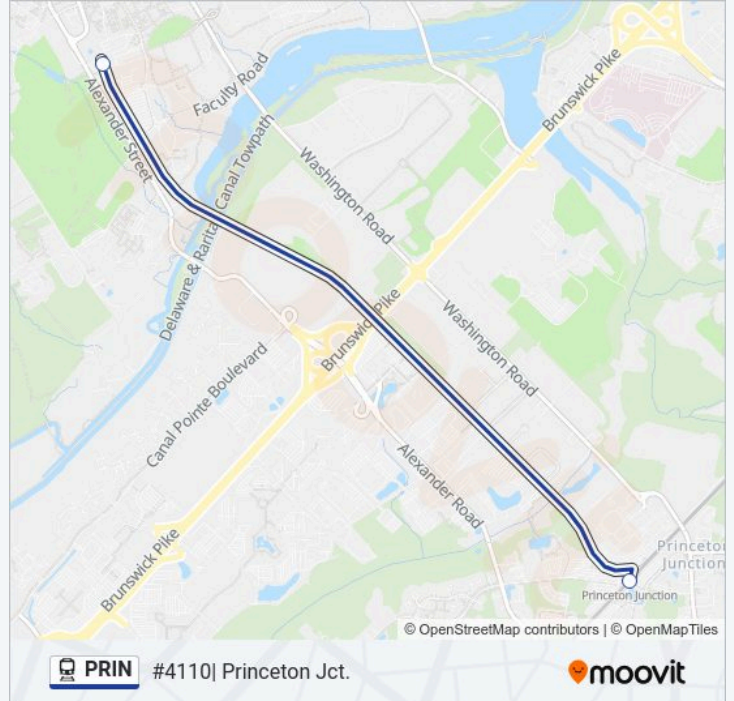 Faculty Road
Alexander Street
Brunswick Pike
Washington Road
Delaware & Raritan Canal Towpath
Brunswick Pike
Washington Road
Canal Pointe Boulevard
Alexander Road
Brunswick Pike
Princeton
Junction
Princeton Junction
© OpenStreetMap contributors | © OpenMapTiles
PRIN #4110| Princeton Jct.
moovit